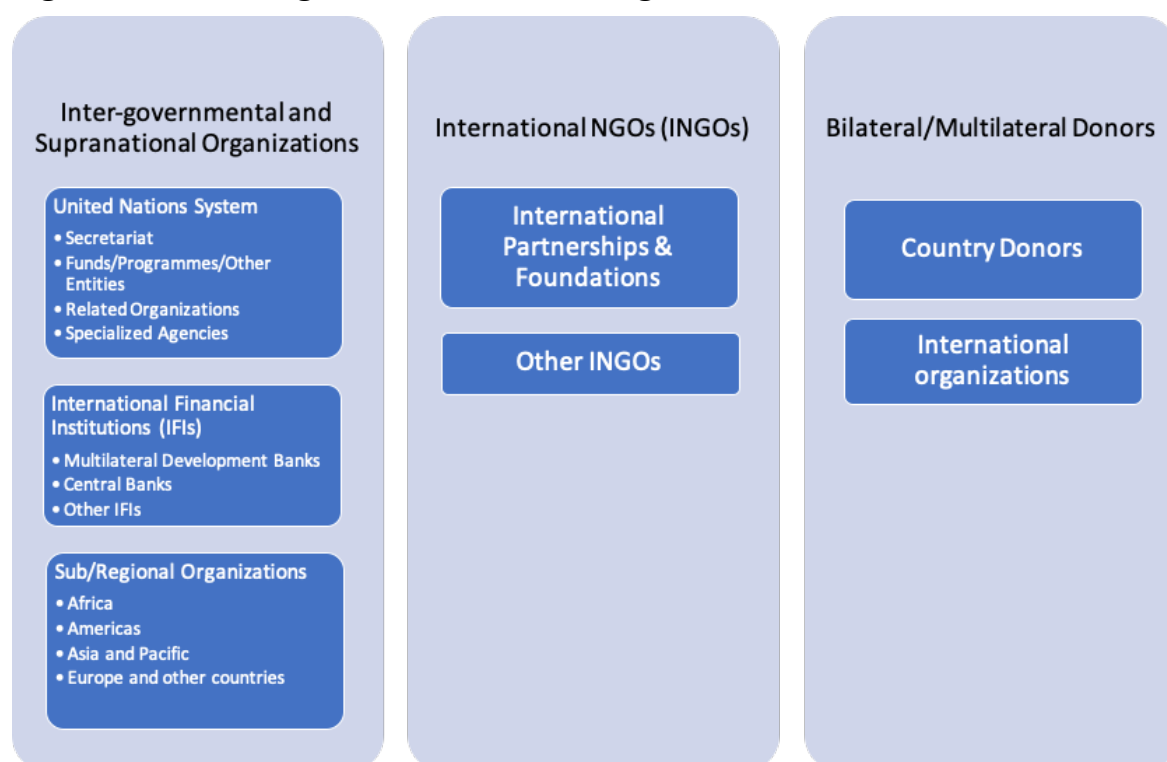 Inter-governmental and
Supranational Organizations
United Nations System
• Secretariat
• Funds/Programmes/Other
Entities
• Related Organizations
• Specialized Agencies
International Financial
Institutions (IFIs)
• Multilateral Development Banks
• Central Banks
• Other IFIs
Sub/Regional Organizations
• Africa
• Americas
• Asia and Pacific
• Europe and other countries
International NGOs (INGOs)
International
Partnerships &
Foundations
Other INGOs
Bilateral/Multilateral Donors
Country Donors
International
organizations